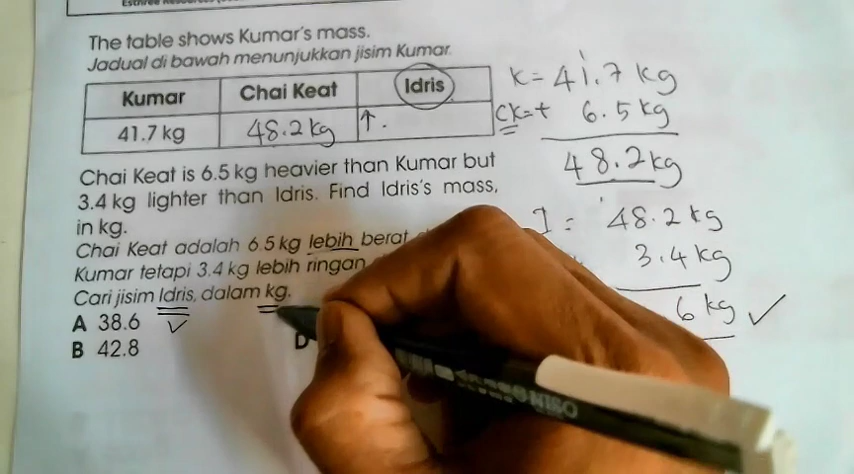 The table shows Kumar's mass.
Jadual di bawah menunjukkan jisim Kumar.
Kumar Chai Keat Idris
41.7 kg 48.2 kg ↑.
Chai Keat is 6.5 kg heavier than Kumar but
3.4 kg lighter than Idris. Find Idris's mass,
in kg.
Chai Keat adalah 6.5 kg lebih berat
Kumar tetapi 3.4 kg lebih ringan
Cari jisim Idris, dalam kg.
A 38.6
B 42.8
D
K = 41.7 kg
CK = + 6.5 kg
48.2 kg
I = 48.2 kg
3.4 kg
6 kg ✓